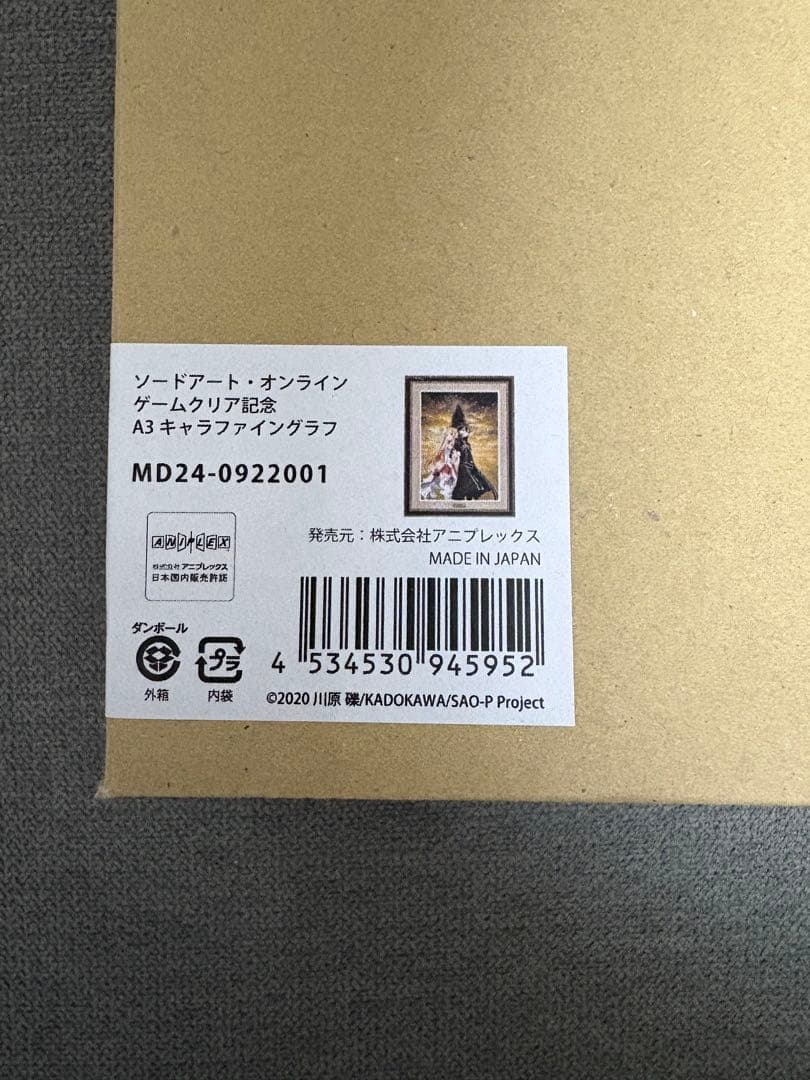 ソードアート・オンライン
ゲームクリア記念
A3 キャラファイングラフ
MD24-0922001
ANIPLEX
株式会社 アニプレックス
日本国内販売許諾
発売元：株式会社アニプレックス
MADE IN JAPAN
ダンボール
外箱
プラ
内袋
4 534530 945952
©2020 川原 礫/KADOKAWA/SAO-P Project